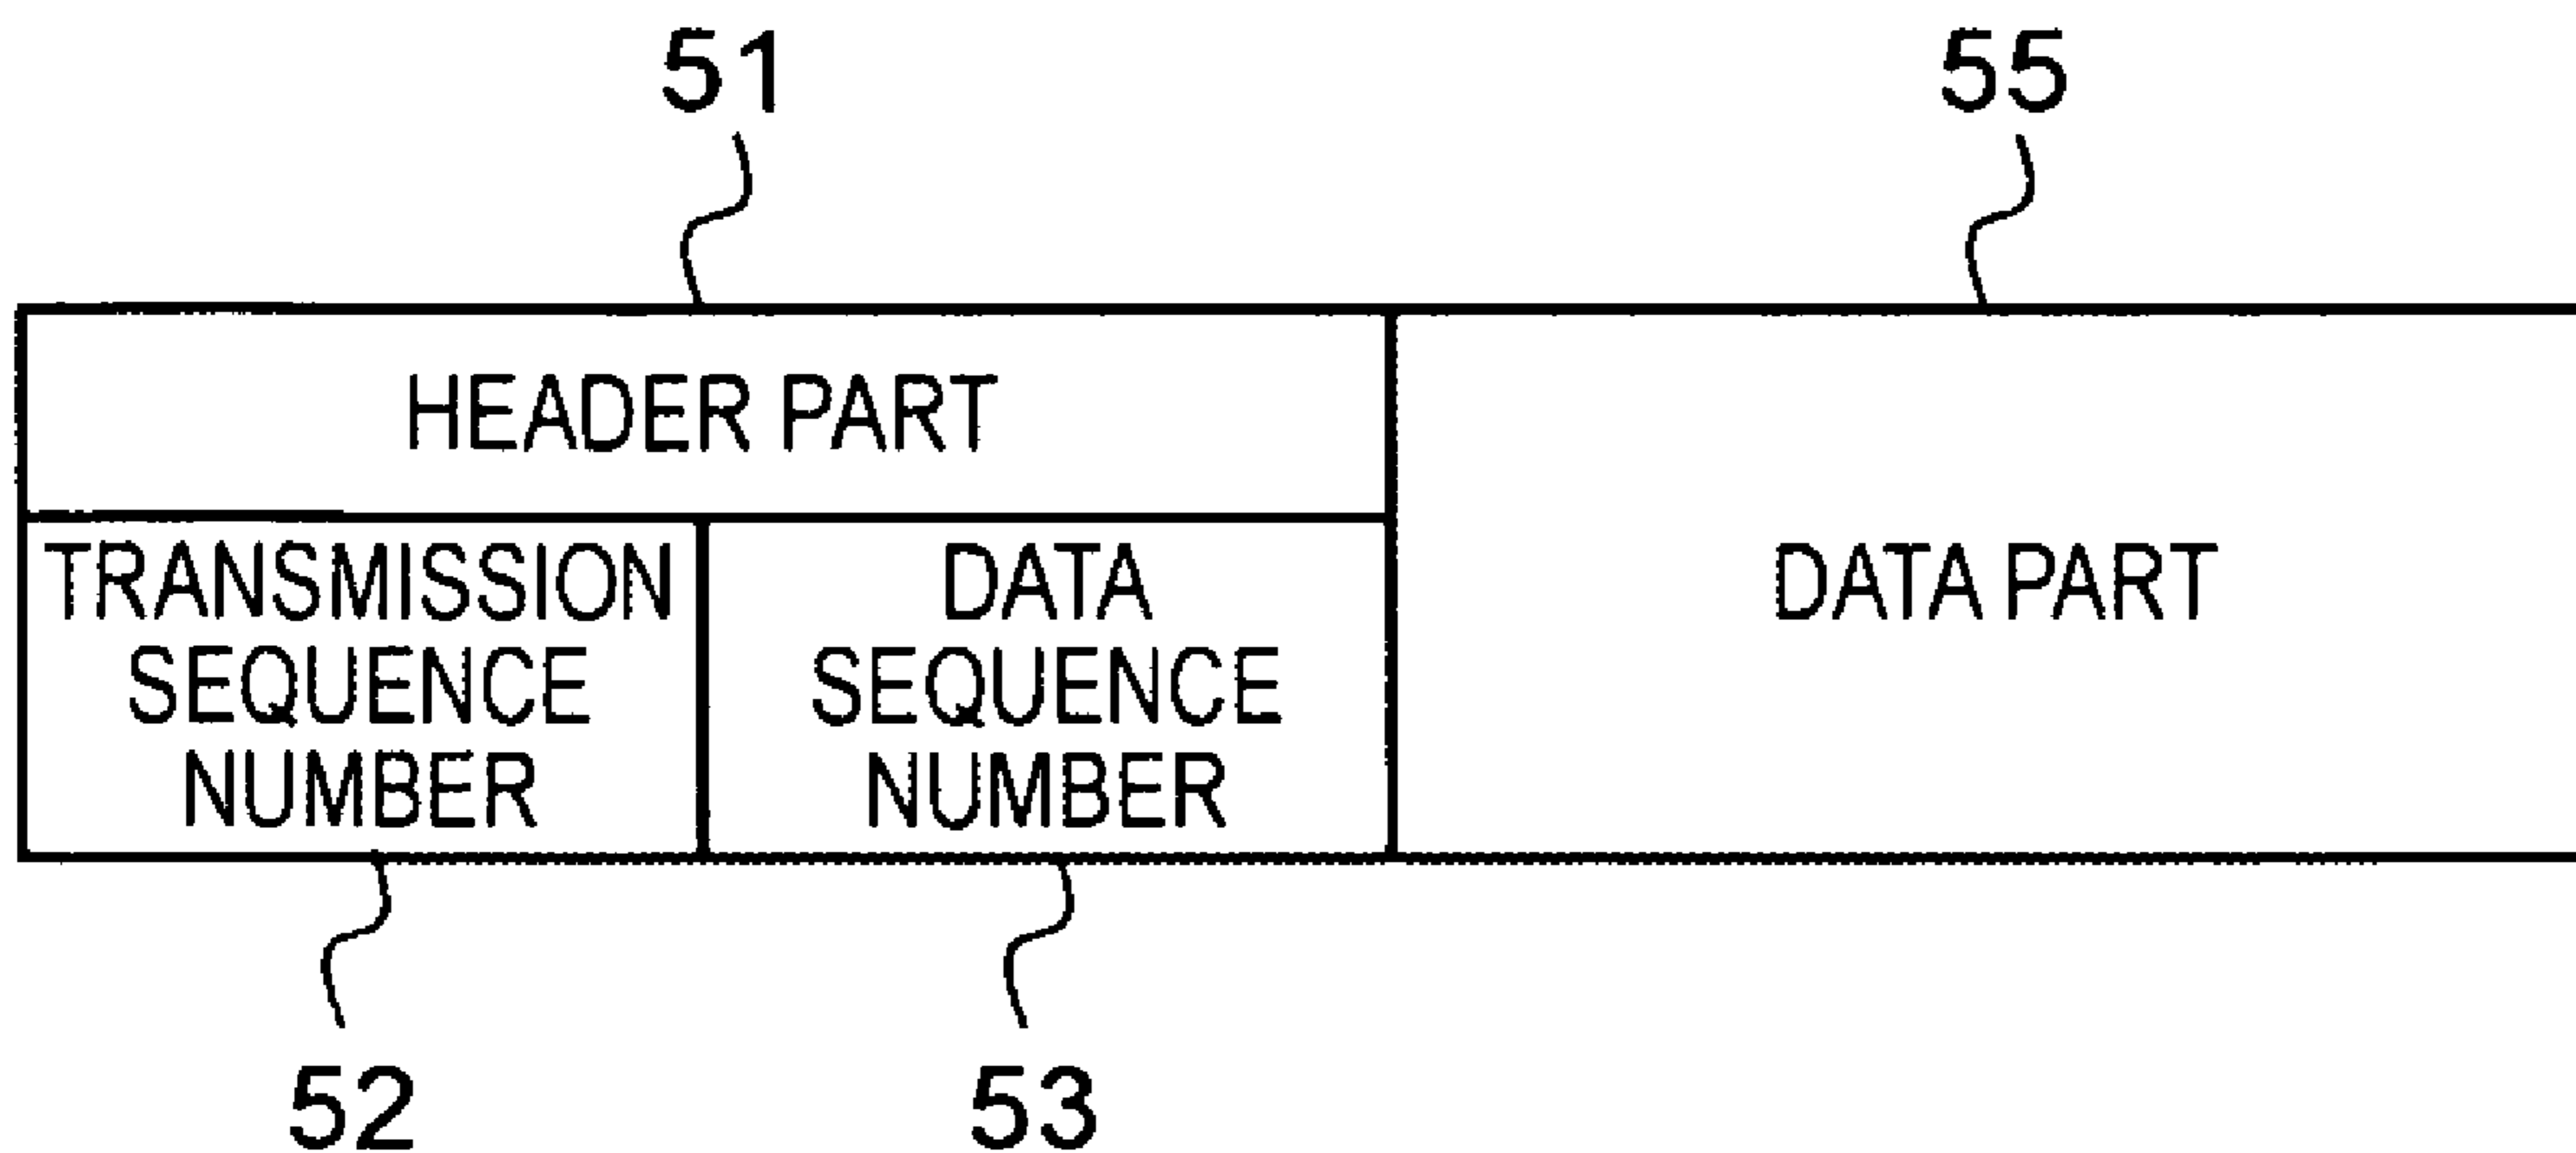 51
55
HEADER PART
TRANSMISSION
SEQUENCE
NUMBER
DATA
SEQUENCE
NUMBER
DATA PART
52
53